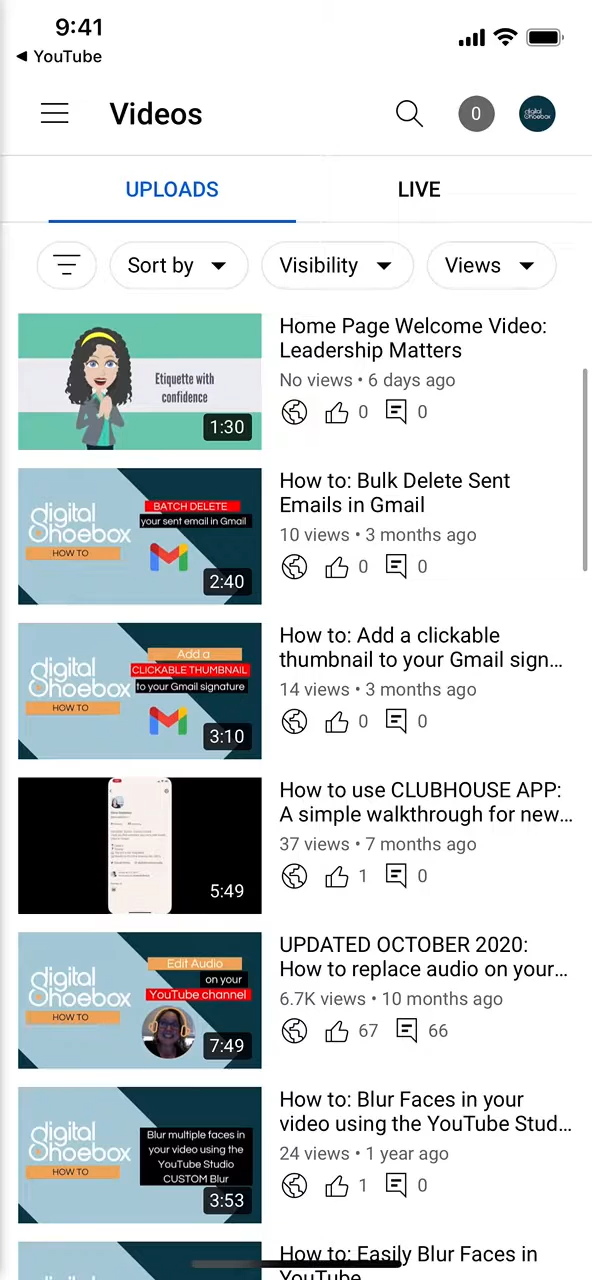 9:41
◀ YouTube
Videos
0
digital
Shoebox
UPLOADS
LIVE
Sort by
Visibility
Views
Etiquette with
confidence
1:30
Home Page Welcome Video:
Leadership Matters
No views • 6 days ago
0
0
digital
Shoebox
HOW TO
BATCH DELETE
your sent email in Gmail
2:40
How to: Bulk Delete Sent
Emails in Gmail
10 views • 3 months ago
0
0
digital
Shoebox
HOW TO
Add a
CLICKABLE THUMBNAIL
to your Gmail signature
3:10
How to: Add a clickable
thumbnail to your Gmail sign...
14 views • 3 months ago
0
0
5:49
How to use CLUBHOUSE APP:
A simple walkthrough for new...
37 views • 7 months ago
1
0
digital
Shoebox
HOW TO
Edit Audio
on your
YouTube channel
7:49
UPDATED OCTOBER 2020:
How to replace audio on your...
6.7K views • 10 months ago
67
66
digital
Shoebox
HOW TO
Blur multiple faces in
your video using the
YouTube Studio
CUSTOM Blur
3:53
How to: Blur Faces in your
video using the YouTube Stud...
24 views • 1 year ago
1
0
How to: Easily Blur Faces in
YouTube